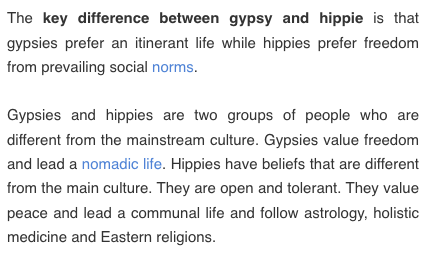 The key difference between gypsy and hippie is that
gypsies prefer an itinerant life while hippies prefer freedom
from prevailing social norms.
Gypsies and hippies are two groups of people who are
different from the mainstream culture. Gypsies value freedom
and lead a nomadic life. Hippies have beliefs that are different
from the main culture. They are open and tolerant. They value
peace and lead a communal life and follow astrology, holistic
medicine and Eastern religions.